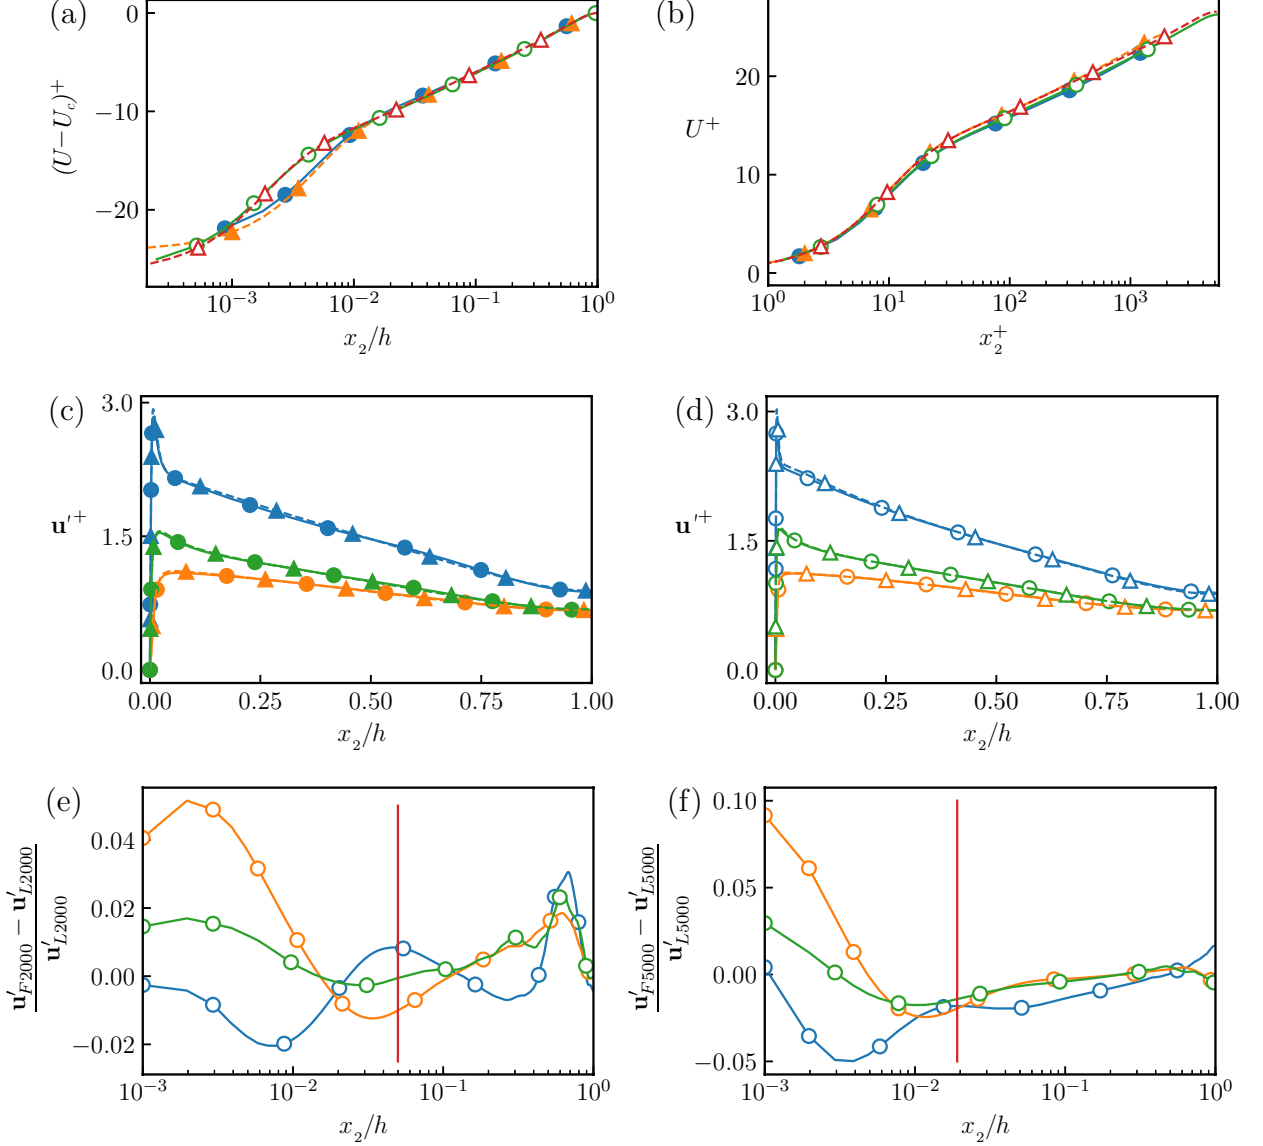 (a)
0
−10
−20
(U−U_c)^+
10^−3
10^−2
10^−1
10^0
x_2/h
(b)
20
10
0
U^+
10^0
10^1
10^2
10^3
x_2^+
(c)
3.0
1.5
0.0
u′^+
0.00
0.25
0.50
0.75
1.00
x_2/h
(d)
3.0
1.5
0.0
u′^+
0.00
0.25
0.50
0.75
1.00
x_2/h
(e)
0.04
0.02
0.00
−0.02
u′_F2000 − u′_L2000
u′_L2000
10^−3
10^−2
10^−1
10^0
x_2/h
(f)
0.10
0.05
0.00
−0.05
u′_F5000 − u′_L5000
u′_L5000
10^−3
10^−2
10^−1
10^0
x_2/h